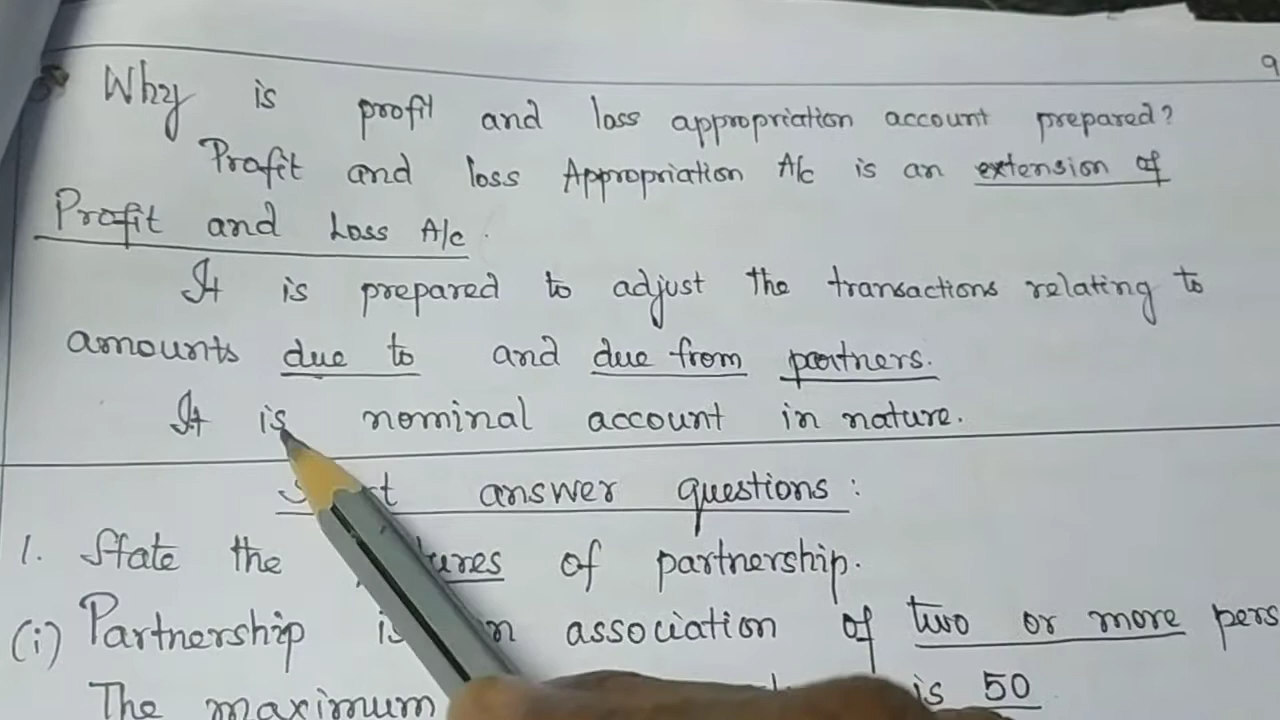 9
Why is profit and loss appropriation account prepared?
Profit and loss Appropriation A/c is an extension of
Profit and Loss A/c.
It is prepared to adjust the transactions relating to
amounts due to and due from partners.
It is nominal account in nature.
answer questions:
1. State the of partnership.
(i) Partnership association of two or more pers
The maximum is 50